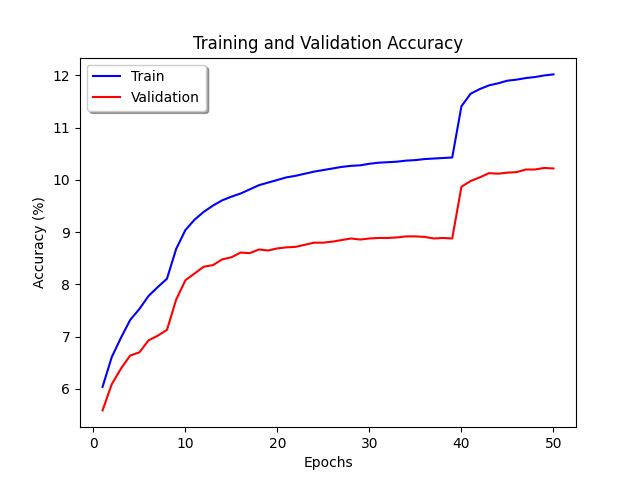 Training and Validation Accuracy
Train
Validation
Accuracy (%)
12
11
10
9
8
7
6
0
10
20
30
40
50
Epochs